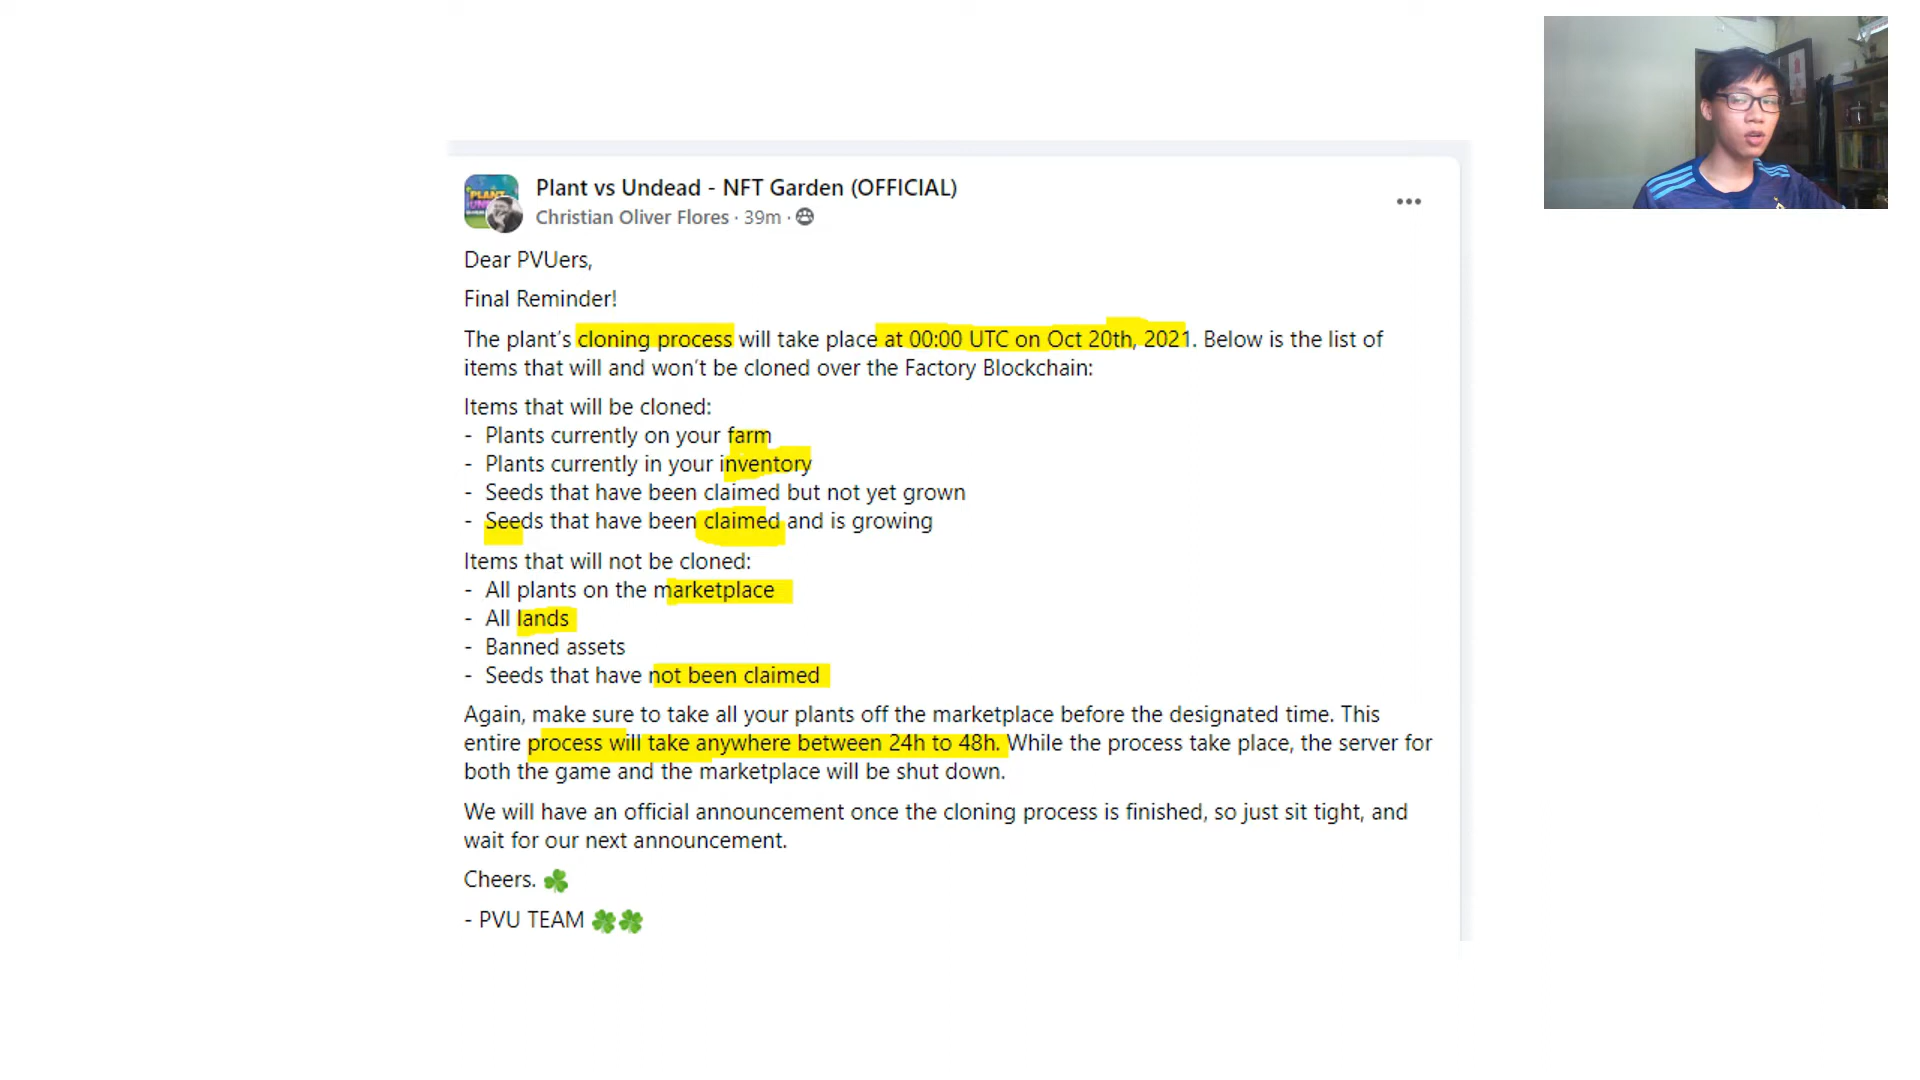 Plant vs Undead - NFT Garden (OFFICIAL)
Christian Oliver Flores · 39m ·
Dear PVUers,
Final Reminder!
The plant's cloning process will take place at 00:00 UTC on Oct 20th, 2021. Below is the list of
items that will and won't be cloned over the Factory Blockchain:
Items that will be cloned:
- Plants currently on your farm
- Plants currently in your inventory
- Seeds that have been claimed but not yet grown
- Seeds that have been claimed and is growing
Items that will not be cloned:
- All plants on the marketplace
- All lands
- Banned assets
- Seeds that have not been claimed
Again, make sure to take all your plants off the marketplace before the designated time. This
entire process will take anywhere between 24h to 48h. While the process take place, the server for
both the game and the marketplace will be shut down.
We will have an official announcement once the cloning process is finished, so just sit tight, and
wait for our next announcement.
Cheers. ☘️
- PVU TEAM 🍀🍀